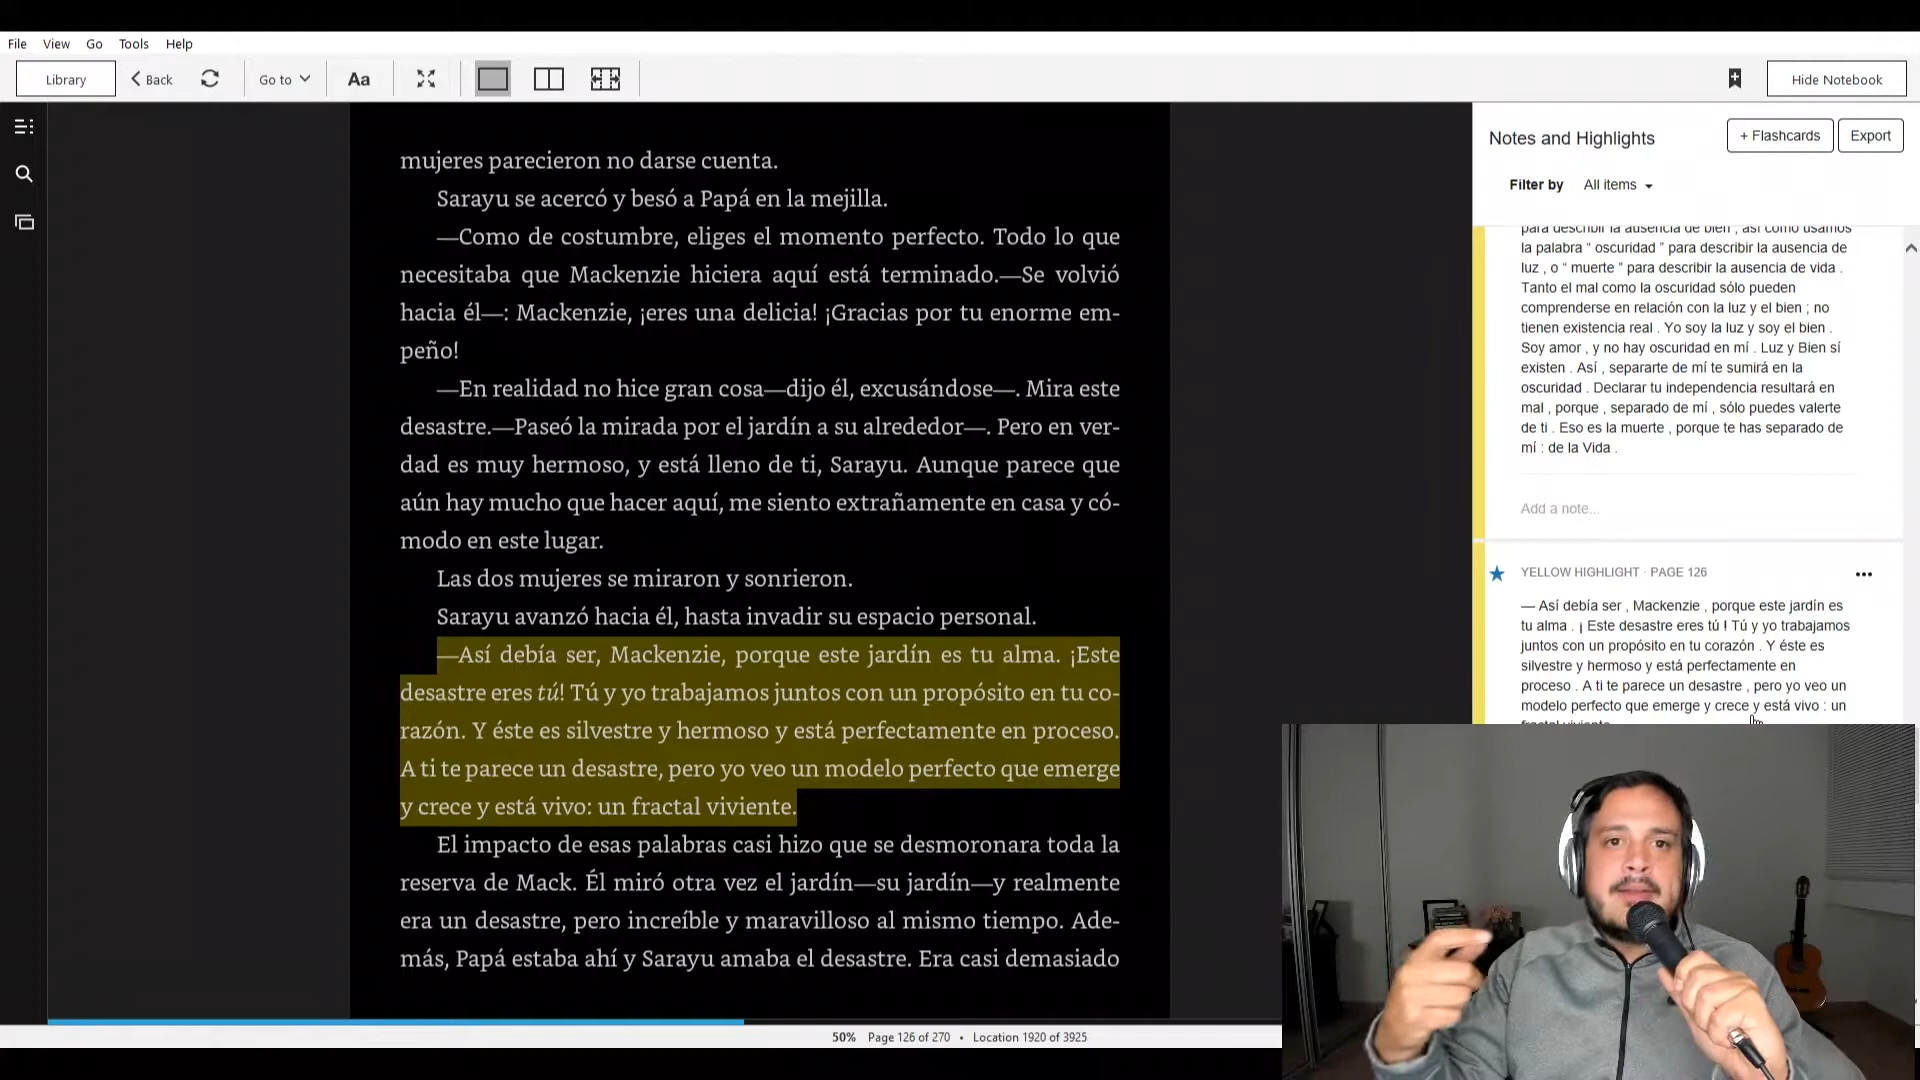 File View Go Tools Help
Library Back Go to Aa Hide Notebook
mujeres parecieron no darse cuenta.
Sarayu se acercó y besó a Papá en la mejilla.
—Como de costumbre, eliges el momento perfecto. Todo lo que
necesitaba que Mackenzie hiciera aquí está terminado.—Se volvió
hacia él—: Mackenzie, ¡eres una delicia! ¡Gracias por tu enorme em-
peño!
—En realidad no hice gran cosa—dijo él, excusándose—. Mira este
desastre.—Paseó la mirada por el jardín a su alrededor—. Pero en ver-
dad es muy hermoso, y está lleno de ti, Sarayu. Aunque parece que
aún hay mucho que hacer aquí, me siento extrañamente en casa y có-
modo en este lugar.
Las dos mujeres se miraron y sonrieron.
Sarayu avanzó hacia él, hasta invadir su espacio personal.
—Así debía ser, Mackenzie, porque este jardín es tu alma. ¡Este
desastre eres tú! Tú y yo trabajamos juntos con un propósito en tu co-
razón. Y éste es silvestre y hermoso y está perfectamente en proceso.
A ti te parece un desastre, pero yo veo un modelo perfecto que emerge
y crece y está vivo: un fractal viviente.
El impacto de esas palabras casi hizo que se desmoronara toda la
reserva de Mack. Él miró otra vez el jardín—su jardín—y realmente
era un desastre, pero increíble y maravilloso al mismo tiempo. Ade-
más, Papá estaba ahí y Sarayu amaba el desastre. Era casi demasiado
50% Page 126 of 270 • Location 1920 of 3925
Notes and Highlights + Flashcards Export
Filter by All items
para describir la ausencia de bien , así como usamos
la palabra “ oscuridad ” para describir la ausencia de
luz , o “ muerte ” para describir la ausencia de vida .
Tanto el mal como la oscuridad sólo pueden
comprenderse en relación con la luz y el bien ; no
tienen existencia real . Yo soy la luz y soy el bien .
Soy amor , y no hay oscuridad en mí . Luz y Bien sí
existen . Así , separarte de mí te sumirá en la
oscuridad . Declarar tu independencia resultará en
mal , porque , separado de mí , sólo puedes valerte
de ti . Eso es la muerte , porque te has separado de
mí : de la Vida .
Add a note...
YELLOW HIGHLIGHT · PAGE 126
— Así debía ser , Mackenzie , porque este jardín es
tu alma . ¡ Este desastre eres tú ! Tú y yo trabajamos
juntos con un propósito en tu corazón . Y éste es
silvestre y hermoso y está perfectamente en
proceso . A ti te parece un desastre , pero yo veo un
modelo perfecto que emerge y crece y está vivo : un